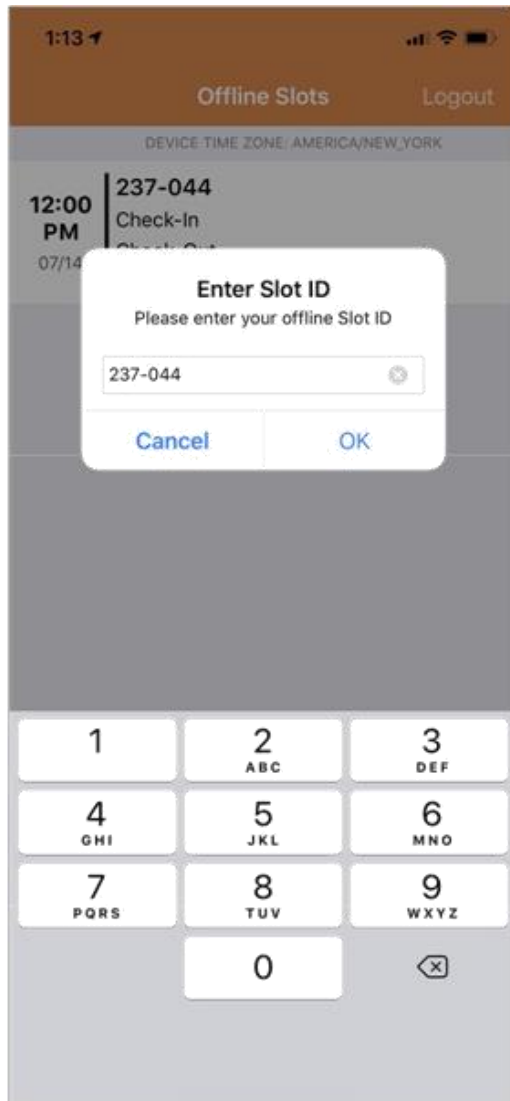 1:13
Offline Slots
Logout
DEVICE TIME ZONE: AMERICA/NEW_YORK
12:00
PM
07/14
237-044
Check-In
Check-Out
Enter Slot ID
Please enter your offline Slot ID
237-044
Cancel
OK
1
2
ABC
3
DEF
4
GHI
5
JKL
6
MNO
7
PQRS
8
TUV
9
WXYZ
0